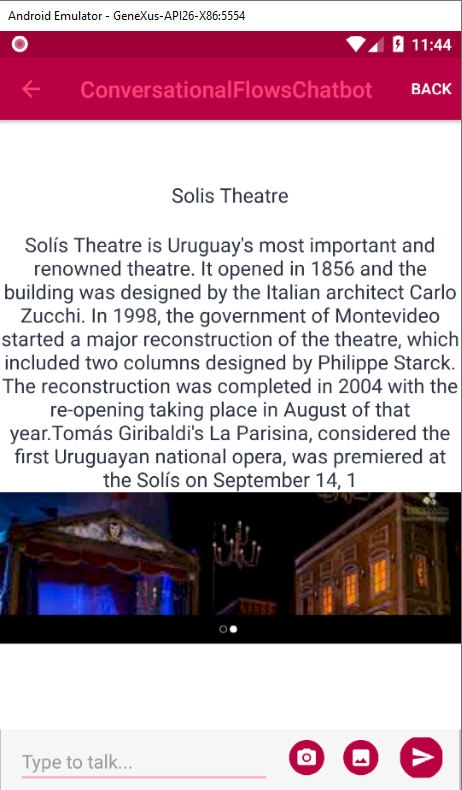 Android Emulator - GeneXus-API26-X86:5554
11:44
ConversationalFlowsChatbot
BACK
Solis Theatre
Solís Theatre is Uruguay's most important and
renowned theatre. It opened in 1856 and the
building was designed by the Italian architect Carlo
Zucchi. In 1998, the government of Montevideo
started a major reconstruction of the theatre, which
included two columns designed by Philippe Starck.
The reconstruction was completed in 2004 with the
re-opening taking place in August of that
year.Tomás Giribaldi's La Parisina, considered the
first Uruguayan national opera, was premiered at
the Solís on September 14, 1
Type to talk...